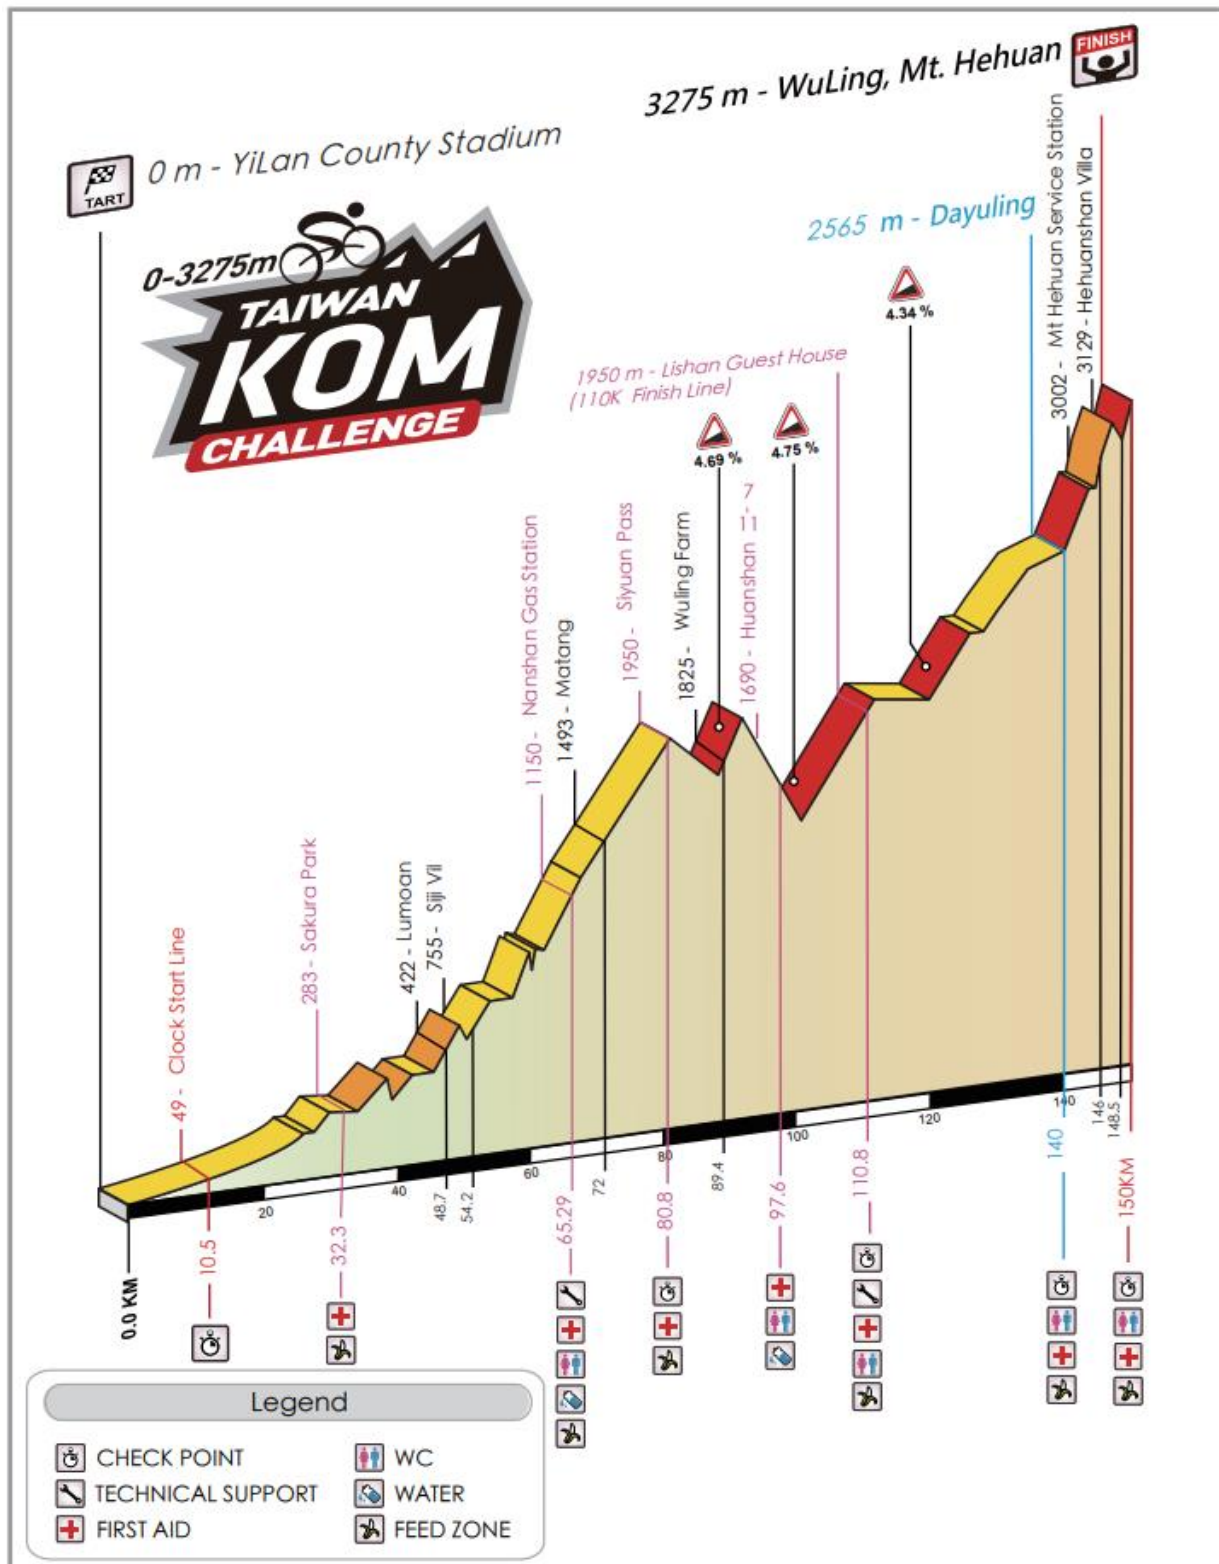 FINISH
3275 m - WuLing, Mt. Hehuan
TART
0 m - YiLan County Stadium
2565 m - Dayuling
0-3275m
TAIWAN
KOM
CHALLENGE
3002 - Mt Hehuan Service Station
3129 - Hehuanshan Villa
4.34 %
1950 m - Lishan Guest House
(110K Finish Line)
4.69 %
4.75 %
1150 - Nanshan Gas Station
1493 - Matang
1950 - Siyuan Pass
1825 - Wuling Farm
1690 - Huanshan 7
-
11
49 - Clock Start Line
283 - Sakura Park
422 - Lumoan
755 - Siji Vil
20
40
60
80
100
120
140
0.0 KM
10.5
32.3
48.7
54.2
65.29
72
80.8
89.4
97.6
110.8
140
146
148.5
150KM
Legend
CHECK POINT
WC
TECHNICAL SUPPORT
WATER
FIRST AID
FEED ZONE